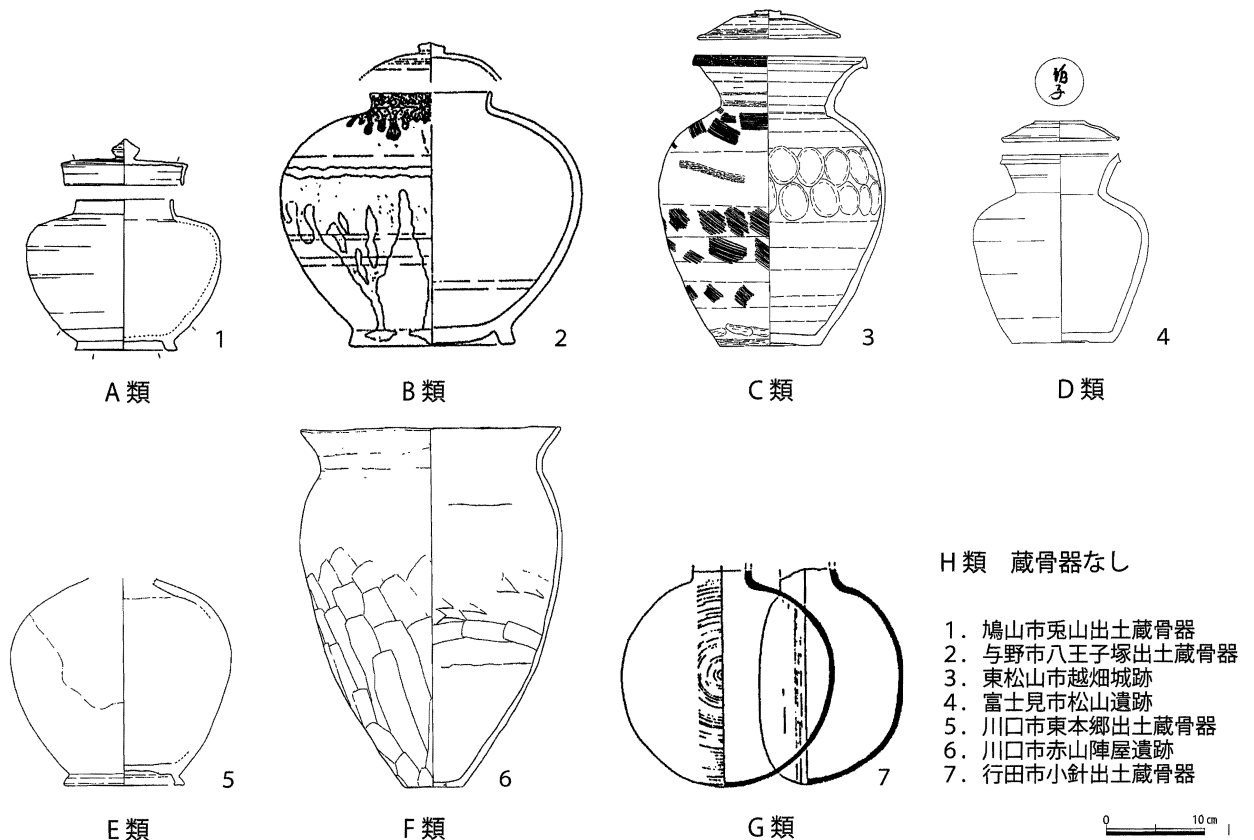 1
A類
2
B類
3
C類
4
D類
5
E類
6
F類
7
G類
H類 蔵骨器なし
1. 鳩山市兎山出土蔵骨器
2. 与野市八王子塚出土蔵骨器
3. 東松山市越畑城跡
4. 富士見市松山遺跡
5. 川口市東本郷出土蔵骨器
6. 川口市赤山陣屋遺跡
7. 行田市小針出土蔵骨器
0 10㎝